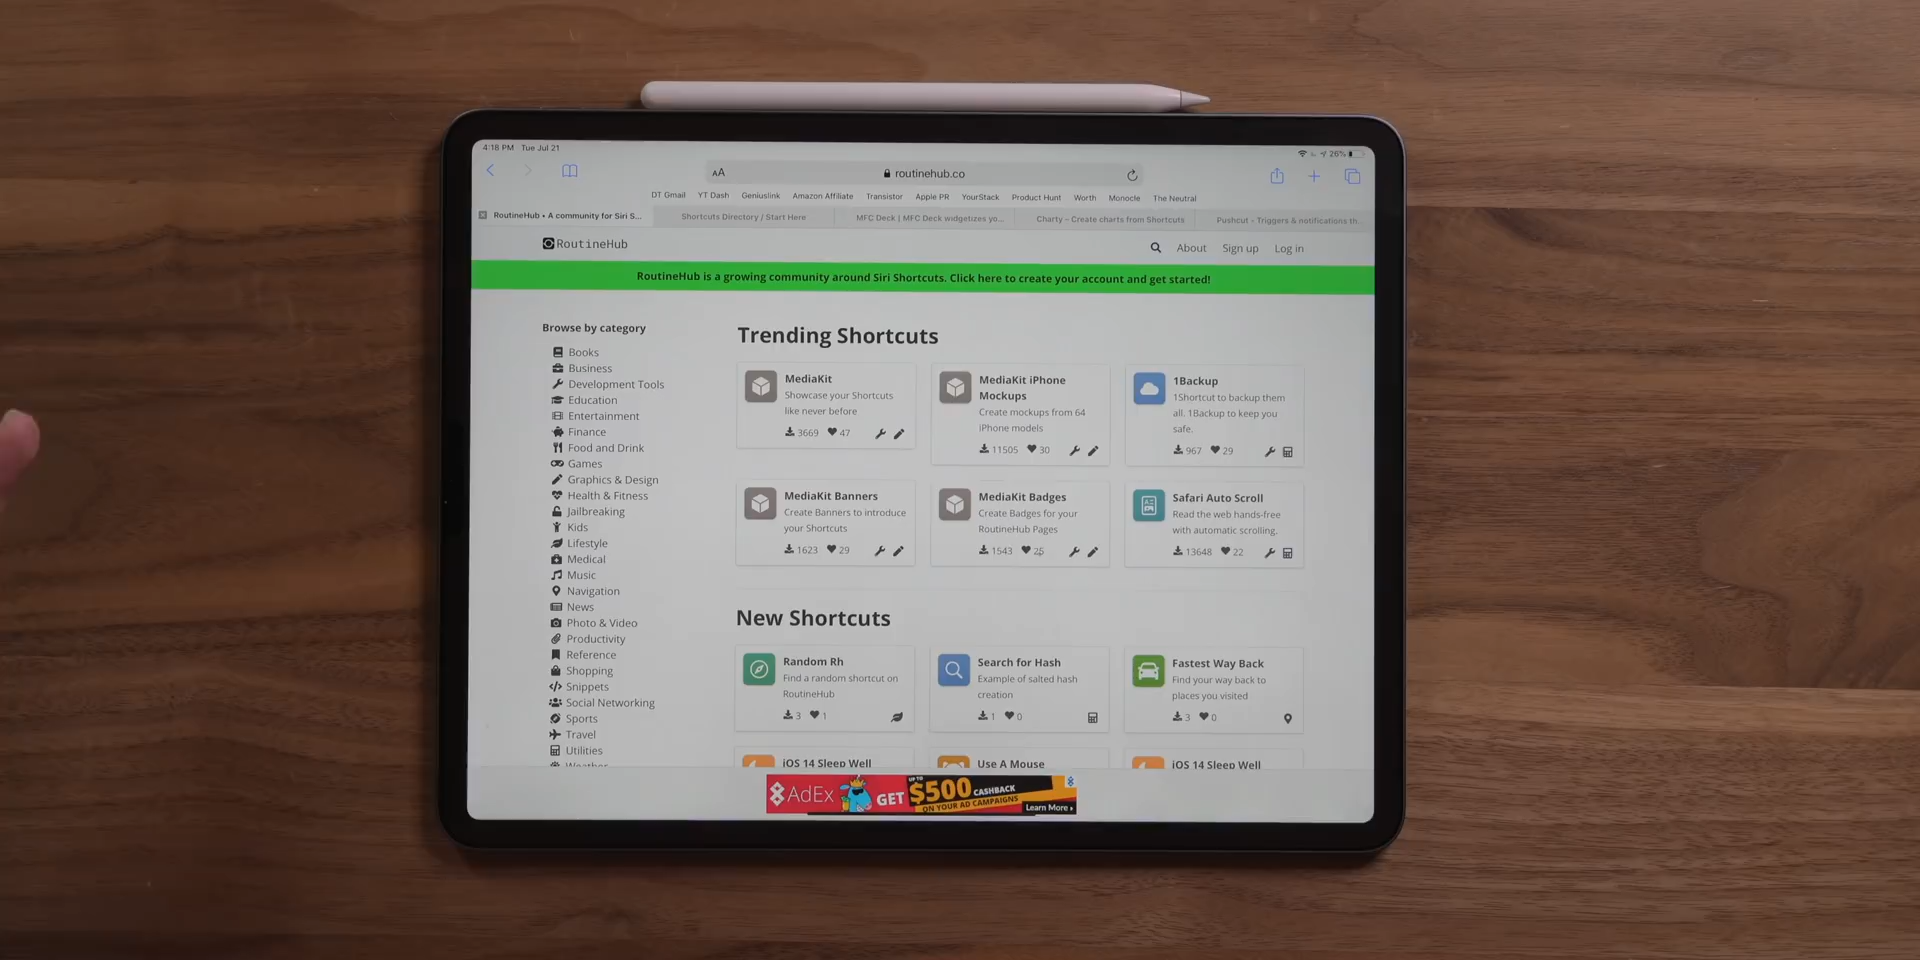 4:18 PM Tue Jul 21
26%
AA
routinehub.co
DT Gmail YT Dash Geniuslink Amazon Affiliate Transistor Apple PR YourStack Product Hunt Worth Monocle The Neutral
RoutineHub • A community for Siri S...
Shortcuts Directory / Start Here
MFC Deck | MFC Deck widgetizes yo...
Charty – Create charts from Shortcuts
Pushcut - Triggers & notifications th...
RoutineHub
About Sign up Log in
RoutineHub is a growing community around Siri Shortcuts. Click here to create your account and get started!
Browse by category
Books
Business
Development Tools
Education
Entertainment
Finance
Food and Drink
Games
Graphics & Design
Health & Fitness
Jailbreaking
Kids
Lifestyle
Medical
Music
Navigation
News
Photo & Video
Productivity
Reference
Shopping
Snippets
Social Networking
Sports
Travel
Utilities
Weather
Trending Shortcuts
MediaKit
Showcase your Shortcuts
like never before
3669 47
MediaKit iPhone
Mockups
Create mockups from 64
iPhone models
11505 30
1Backup
1Shortcut to backup them
all. 1Backup to keep you
safe.
967 29
MediaKit Banners
Create Banners to introduce
your Shortcuts
1623 29
MediaKit Badges
Create Badges for your
RoutineHub Pages
1543 25
Safari Auto Scroll
Read the web hands-free
with automatic scrolling.
13648 22
New Shortcuts
Random Rh
Find a random shortcut on
RoutineHub
3 1
Search for Hash
Example of salted hash
creation
1 0
Fastest Way Back
Find your way back to
places you visited
3 0
iOS 14 Sleep Well
Use A Mouse
iOS 14 Sleep Well
AdEx
GET UP TO $500 CASHBACK
ON YOUR AD CAMPAIGNS
Learn More